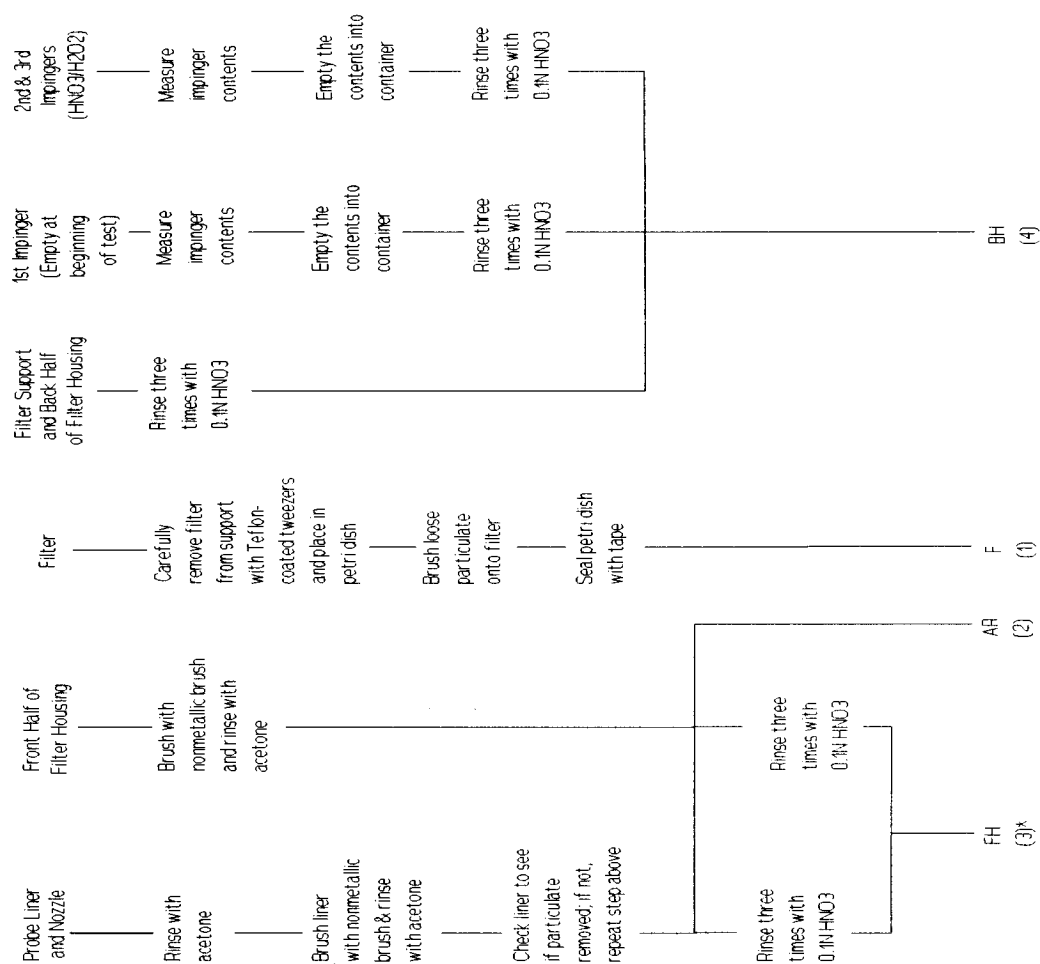 Probe Liner
and Nozzle
Rinse with
acetone
Brush liner
with nonmetallic
brush & rinse
with acetone
Check liner to see
if particulate
removed; if not,
repeat step above
Rinse three
times with
0.1N HNO3
FH
(3)*
Front Half of
Filter Housing
Brush with
nonmetallic brush
and rinse with
acetone
Rinse three
times with
0.1N HNO3
AR
(2)
Filter
Carefully
remove filter
from support
with Teflon-
coated tweezers
and place in
petri dish
Brush loose
particulate
onto filter
Seal petri dish
with tape
F
(1)
Filter Support
and Back Half
of Filter Housing
Rinse three
times with
0.1N HNO3
1st Impinger
(Empty at
beginning
of test)
Measure
impinger
contents
Empty the
contents into
container
Rinse three
times with
0.1N HNO3
BH
(4)
2nd & 3rd
Impingers
(HNO3/H2O2)
Measure
impinger
contents
Empty the
contents into
container
Rinse three
times with
0.1N HNO3